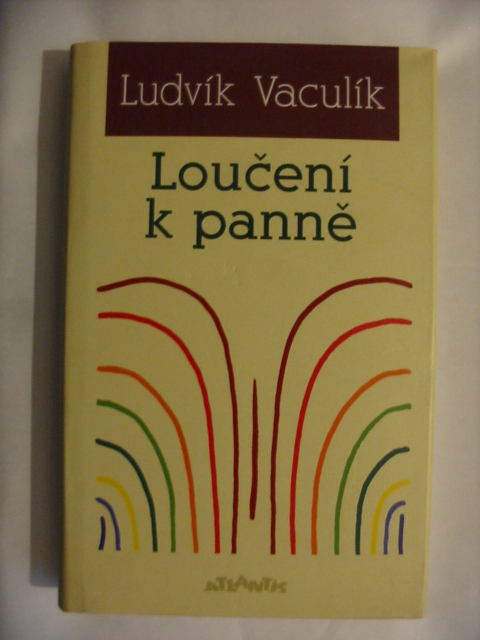 Ludvík Vaculík
Loučení
k panně
ATLANTIS